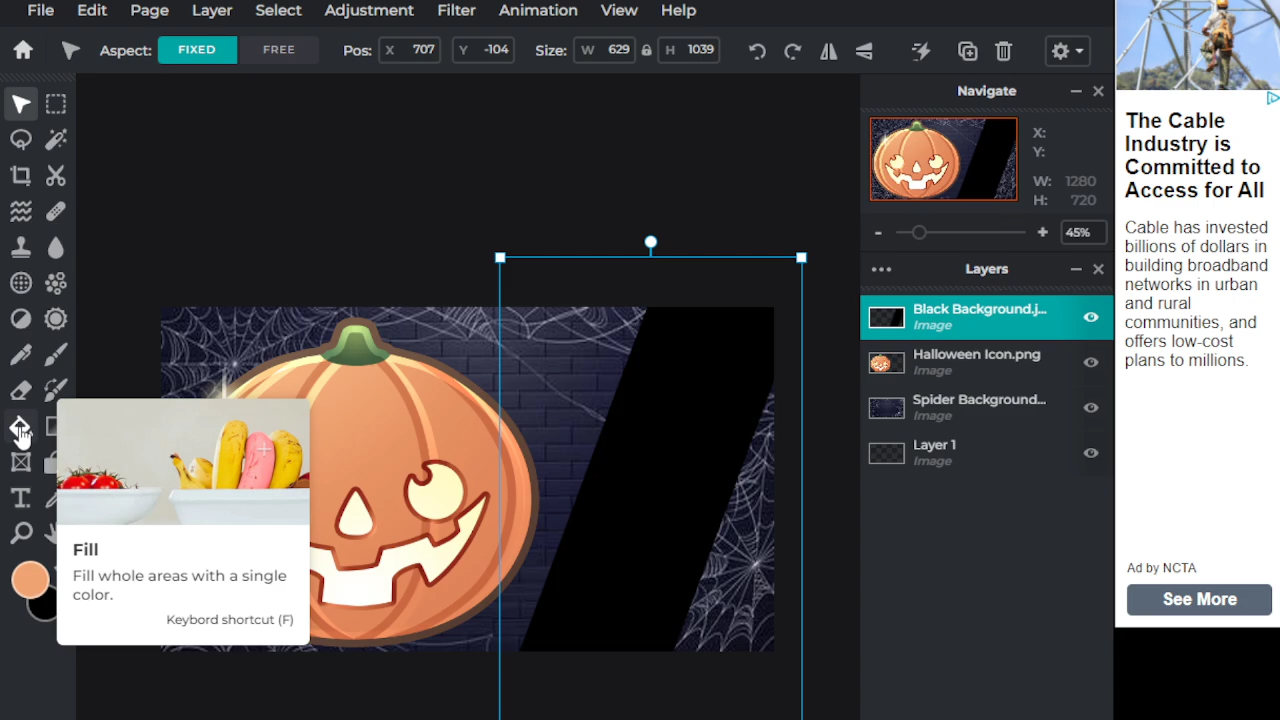 File Edit Page Layer Select Adjustment Filter Animation View Help
Aspect: FIXED FREE Pos: X 707 Y -104 Size: W 629 H 1039
Navigate
X:
Y:
W: 1280
H: 720
- + 45%
Layers
Black Background.j...
Image
Halloween Icon.png
Image
Spider Background...
Image
Layer 1
Image
Fill
Fill whole areas with a single
color.
Keybord shortcut (F)
The Cable
Industry is
Committed to
Access for All
Cable has invested
billions of dollars in
building broadband
networks in urban
and rural
communities, and
offers low-cost
plans to millions.
Ad by NCTA
See More